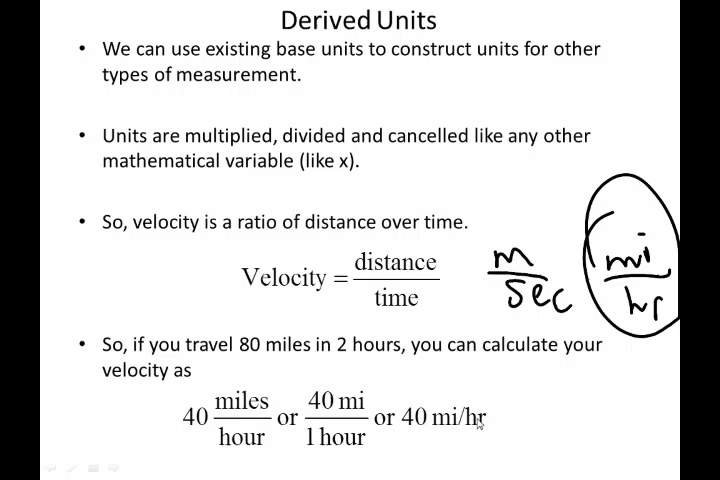 Derived Units
• We can use existing base units to construct units for other
types of measurement.
• Units are multiplied, divided and cancelled like any other
mathematical variable (like x).
• So, velocity is a ratio of distance over time.
Velocity = distance / time
m / sec
mi / hr
• So, if you travel 80 miles in 2 hours, you can calculate your
velocity as
40 miles / hour or 40 mi / 1 hour or 40 mi/hr